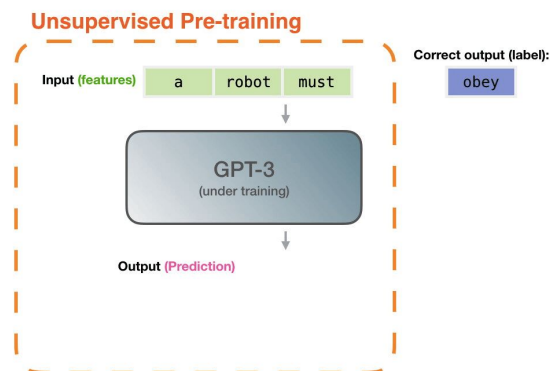 Unsupervised Pre-training
Correct output (label):
Input (features) a robot must
obey
GPT-3
(under training)
Output (Prediction)